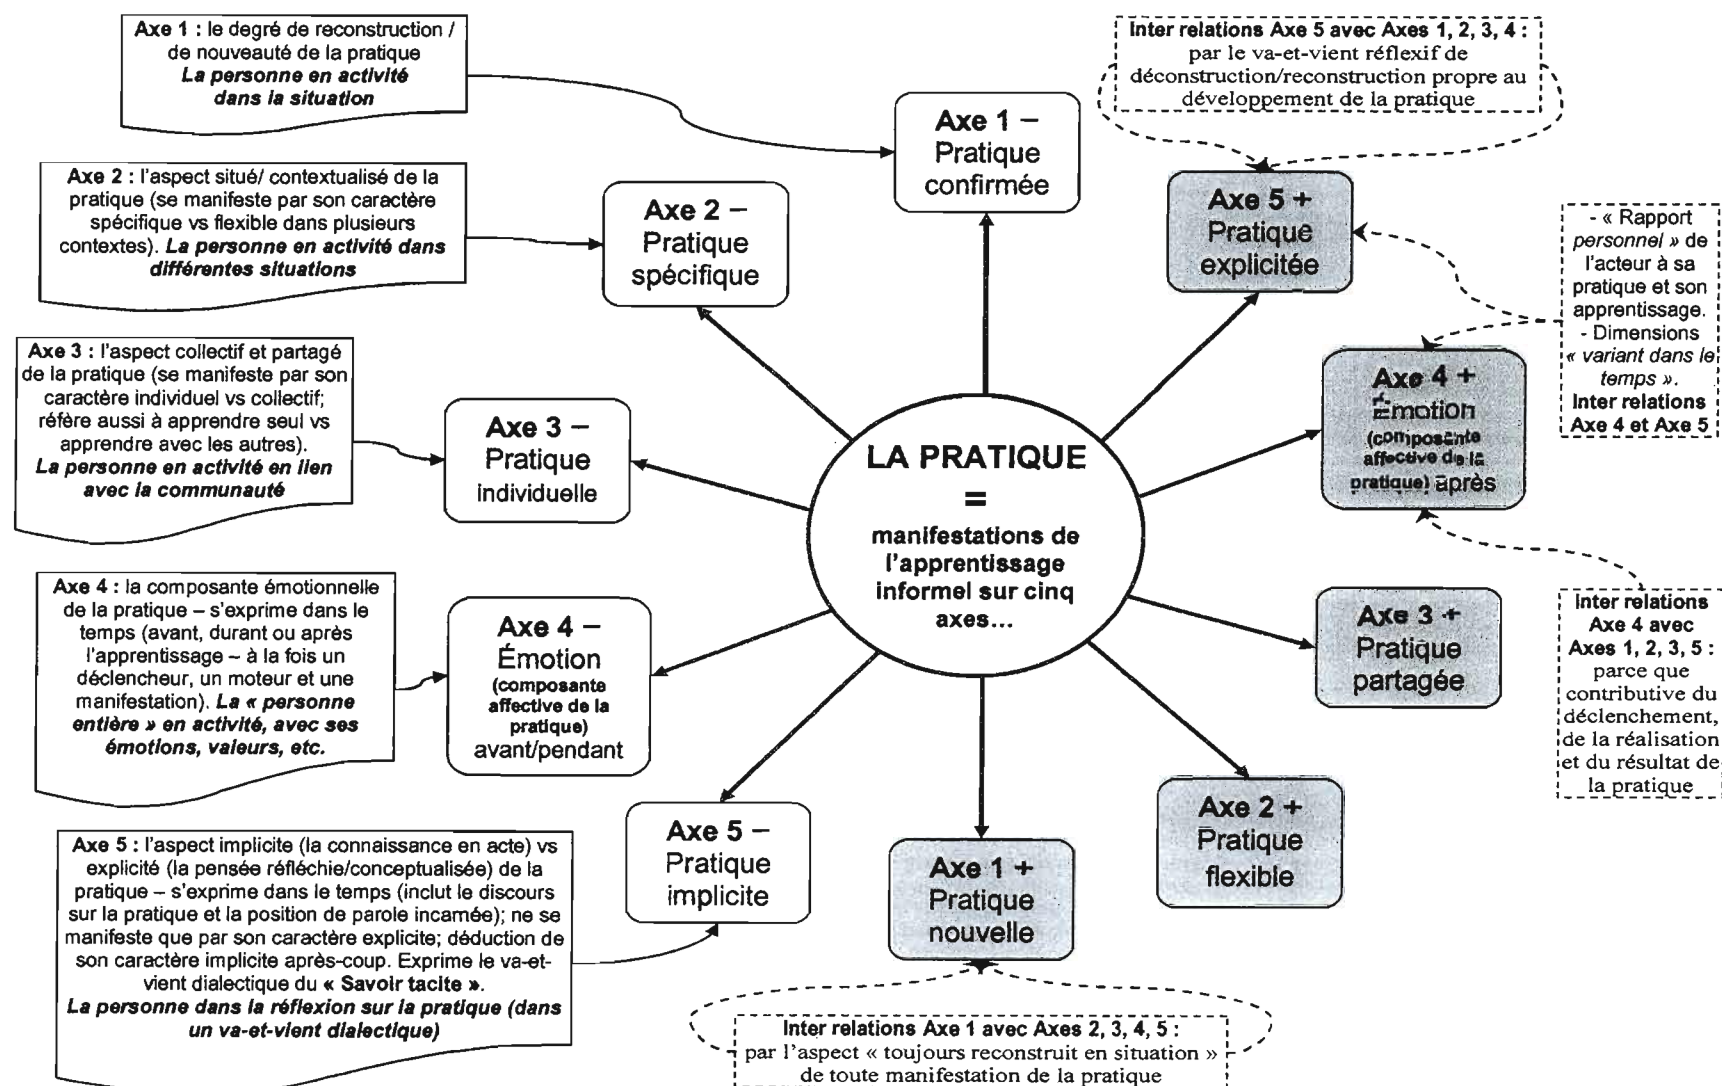 Axe 1 : le degré de reconstruction /
de nouveauté de la pratique
La personne en activité
dans la situation
Axe 2 : l'aspect situé/ contextualisé de la
pratique (se manifeste par son caractère
spécifique vs flexible dans plusieurs
contextes). La personne en activité dans
différentes situations
Axe 3 : l'aspect collectif et partagé
de la pratique (se manifeste par son
caractère individuel vs collectif;
réfère aussi à apprendre seul vs
apprendre avec les autres).
La personne en activité en lien
avec la communauté
Axe 4 : la composante émotionnelle
de la pratique – s'exprime dans le
temps (avant, durant ou après
l'apprentissage – à la fois un
déclencheur, un moteur et une
manifestation). La « personne
entière » en activité, avec ses
émotions, valeurs, etc.
Axe 5 : l'aspect implicite (la connaissance en acte) vs
explicité (la pensée réfléchie/conceptualisée) de la
pratique – s'exprime dans le temps (inclut le discours
sur la pratique et la position de parole incarnée); ne se
manifeste que par son caractère explicite; déduction de
son caractère implicite après-coup. Exprime le va-et-
vient dialectique du « Savoir tacite ».
La personne dans la réflexion sur la pratique (dans
un va-et-vient dialectique)
Axe 1 –
Pratique
confirmée
Axe 2 –
Pratique
spécifique
Axe 3 –
Pratique
individuelle
Axe 4 –
Émotion
(composante
affective de la
pratique)
avant/pendant
Axe 5 –
Pratique
implicite
LA PRATIQUE
=
manifestations de
l'apprentissage
informel sur cinq
axes...
Inter relations Axe 5 avec Axes 1, 2, 3, 4 :
par le va-et-vient réflexif de
déconstruction/reconstruction propre au
développement de la pratique
Axe 5 +
Pratique
explicitée
- « Rapport
personnel » de
l'acteur à sa
pratique et son
apprentissage.
- Dimensions
« variant dans le
temps ».
Inter relations
Axe 4 et Axe 5
Axe 4 +
Émotion
(composante
affective de la
pratique) après
Axe 3 +
Pratique
partagée
Inter relations
Axe 4 avec
Axes 1, 2, 3, 5 :
parce que
contributive du
déclenchement,
de la réalisation
et du résultat de
la pratique
Axe 2 +
Pratique
flexible
Axe 1 +
Pratique
nouvelle
Inter relations Axe 1 avec Axes 2, 3, 4, 5 :
par l'aspect « toujours reconstruit en situation »
de toute manifestation de la pratique